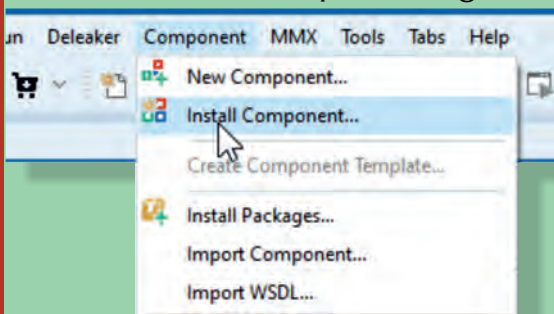 un Deleaker Component MMX Tools Tabs Help
New Component...
Install Component...
Create Component Template...
Install Packages...
Import Component...
Import WSDL...